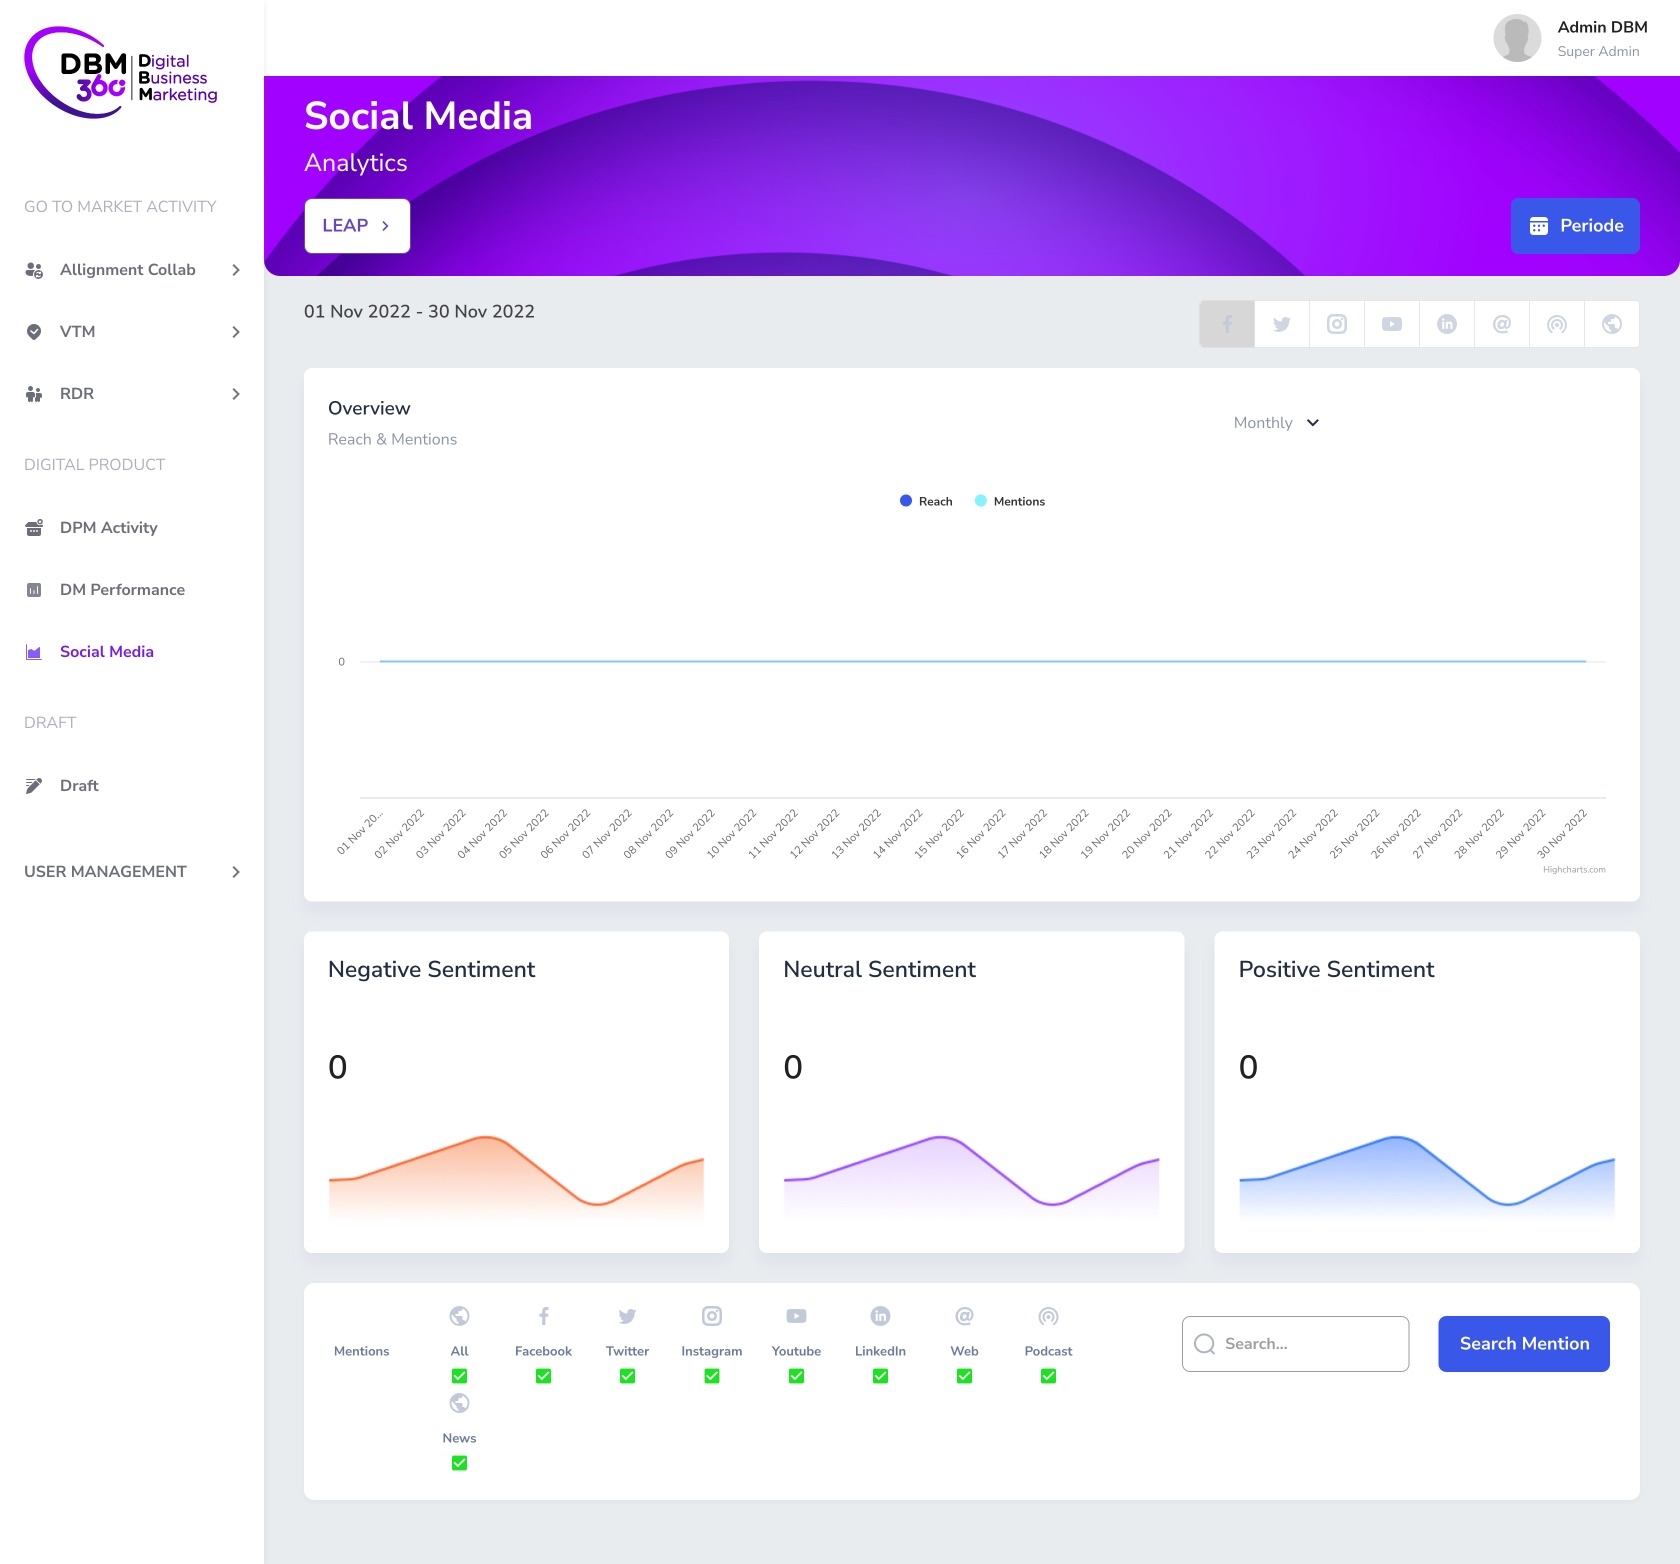 DBM
360
Digital
Business
Marketing
Admin DBM
Super Admin
Social Media
Analytics
LEAP
Periode
GO TO MARKET ACTIVITY
Allignment Collab
VTM
RDR
DIGITAL PRODUCT
DPM Activity
DM Performance
Social Media
DRAFT
Draft
USER MANAGEMENT
01 Nov 2022 - 30 Nov 2022
Overview
Reach & Mentions
Monthly
Reach
Mentions
0
01 Nov 20...
02 Nov 2022
03 Nov 2022
04 Nov 2022
05 Nov 2022
06 Nov 2022
07 Nov 2022
08 Nov 2022
09 Nov 2022
10 Nov 2022
11 Nov 2022
12 Nov 2022
13 Nov 2022
14 Nov 2022
15 Nov 2022
16 Nov 2022
17 Nov 2022
18 Nov 2022
19 Nov 2022
20 Nov 2022
21 Nov 2022
22 Nov 2022
23 Nov 2022
24 Nov 2022
25 Nov 2022
26 Nov 2022
27 Nov 2022
28 Nov 2022
29 Nov 2022
30 Nov 2022
Highcharts.com
Negative Sentiment
0
Neutral Sentiment
0
Positive Sentiment
0
Mentions
All
Facebook
Twitter
Instagram
Youtube
LinkedIn
Web
Podcast
News
Search...
Search Mention